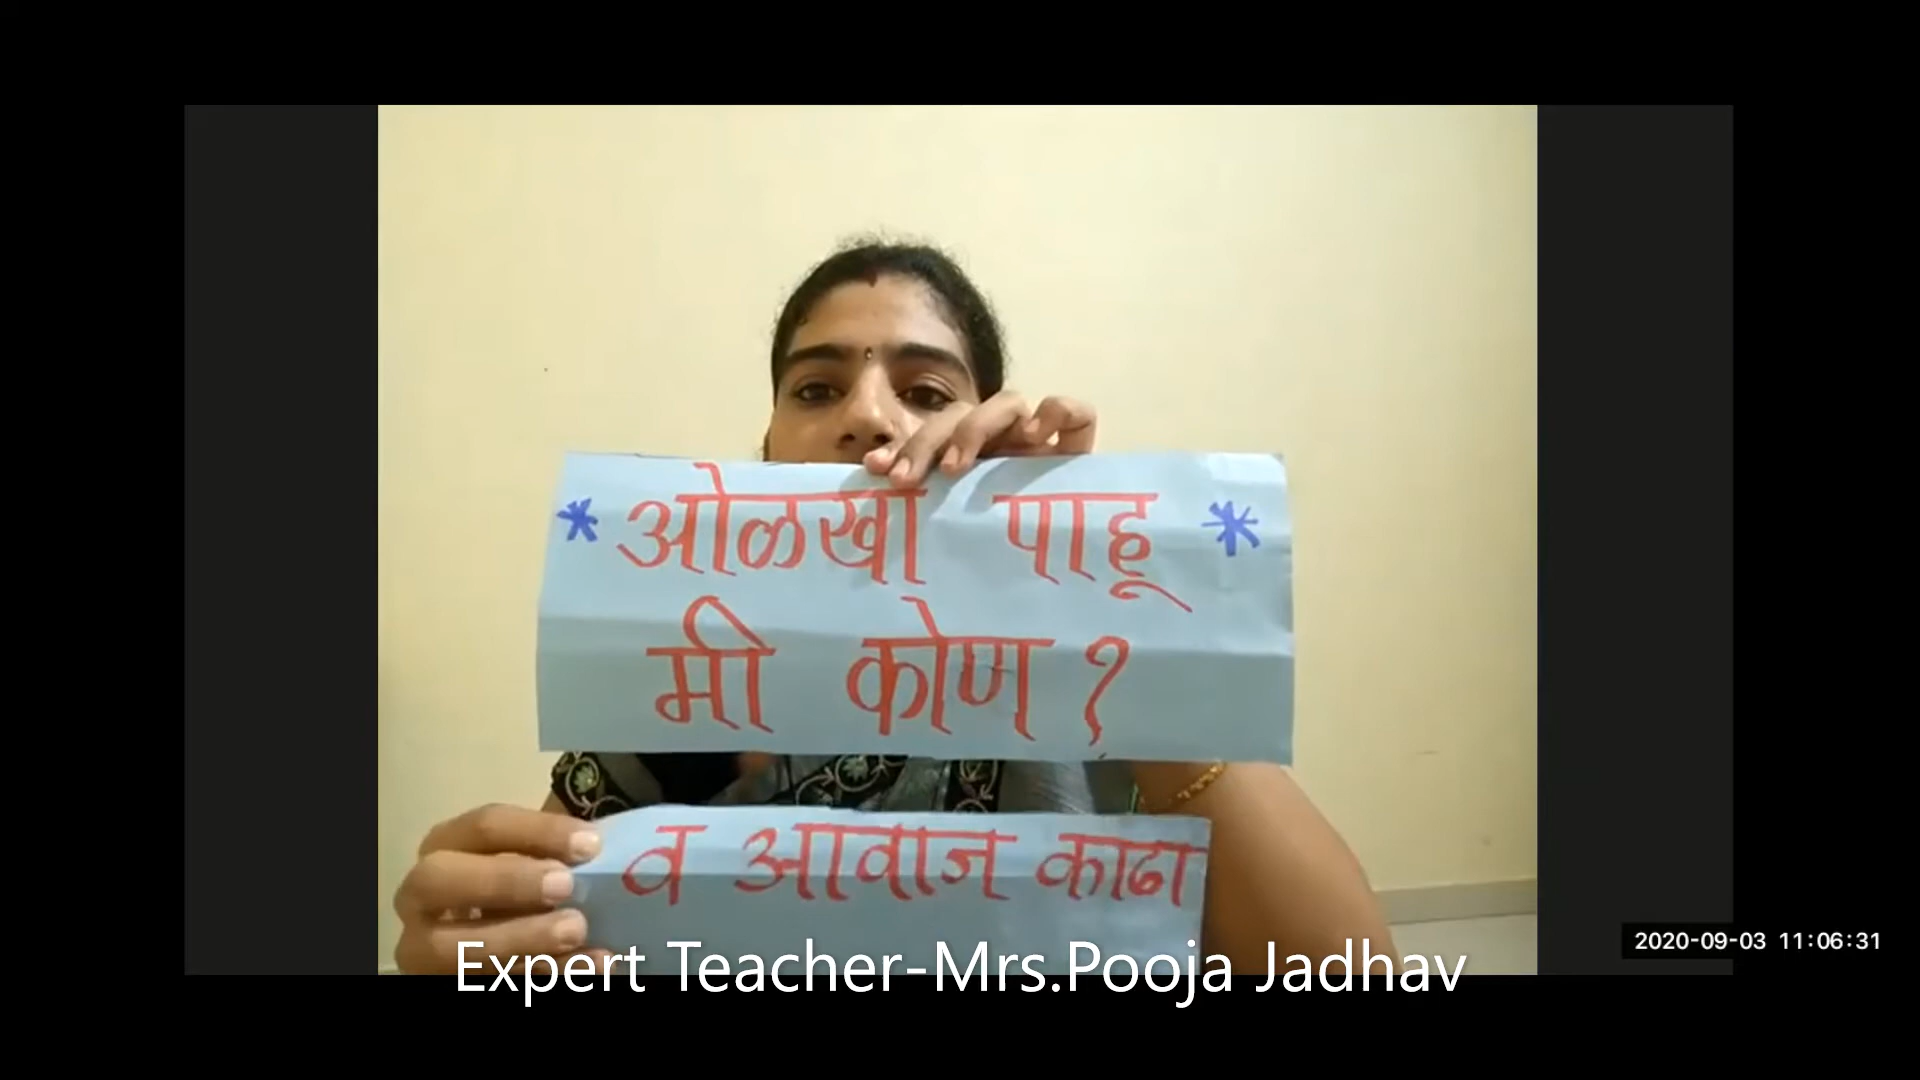 * ओळखा पाहू *
मी कोण ?
व आवाज काढा
Expert Teacher-Mrs.Pooja Jadhav
2020-09-03 11:06:31